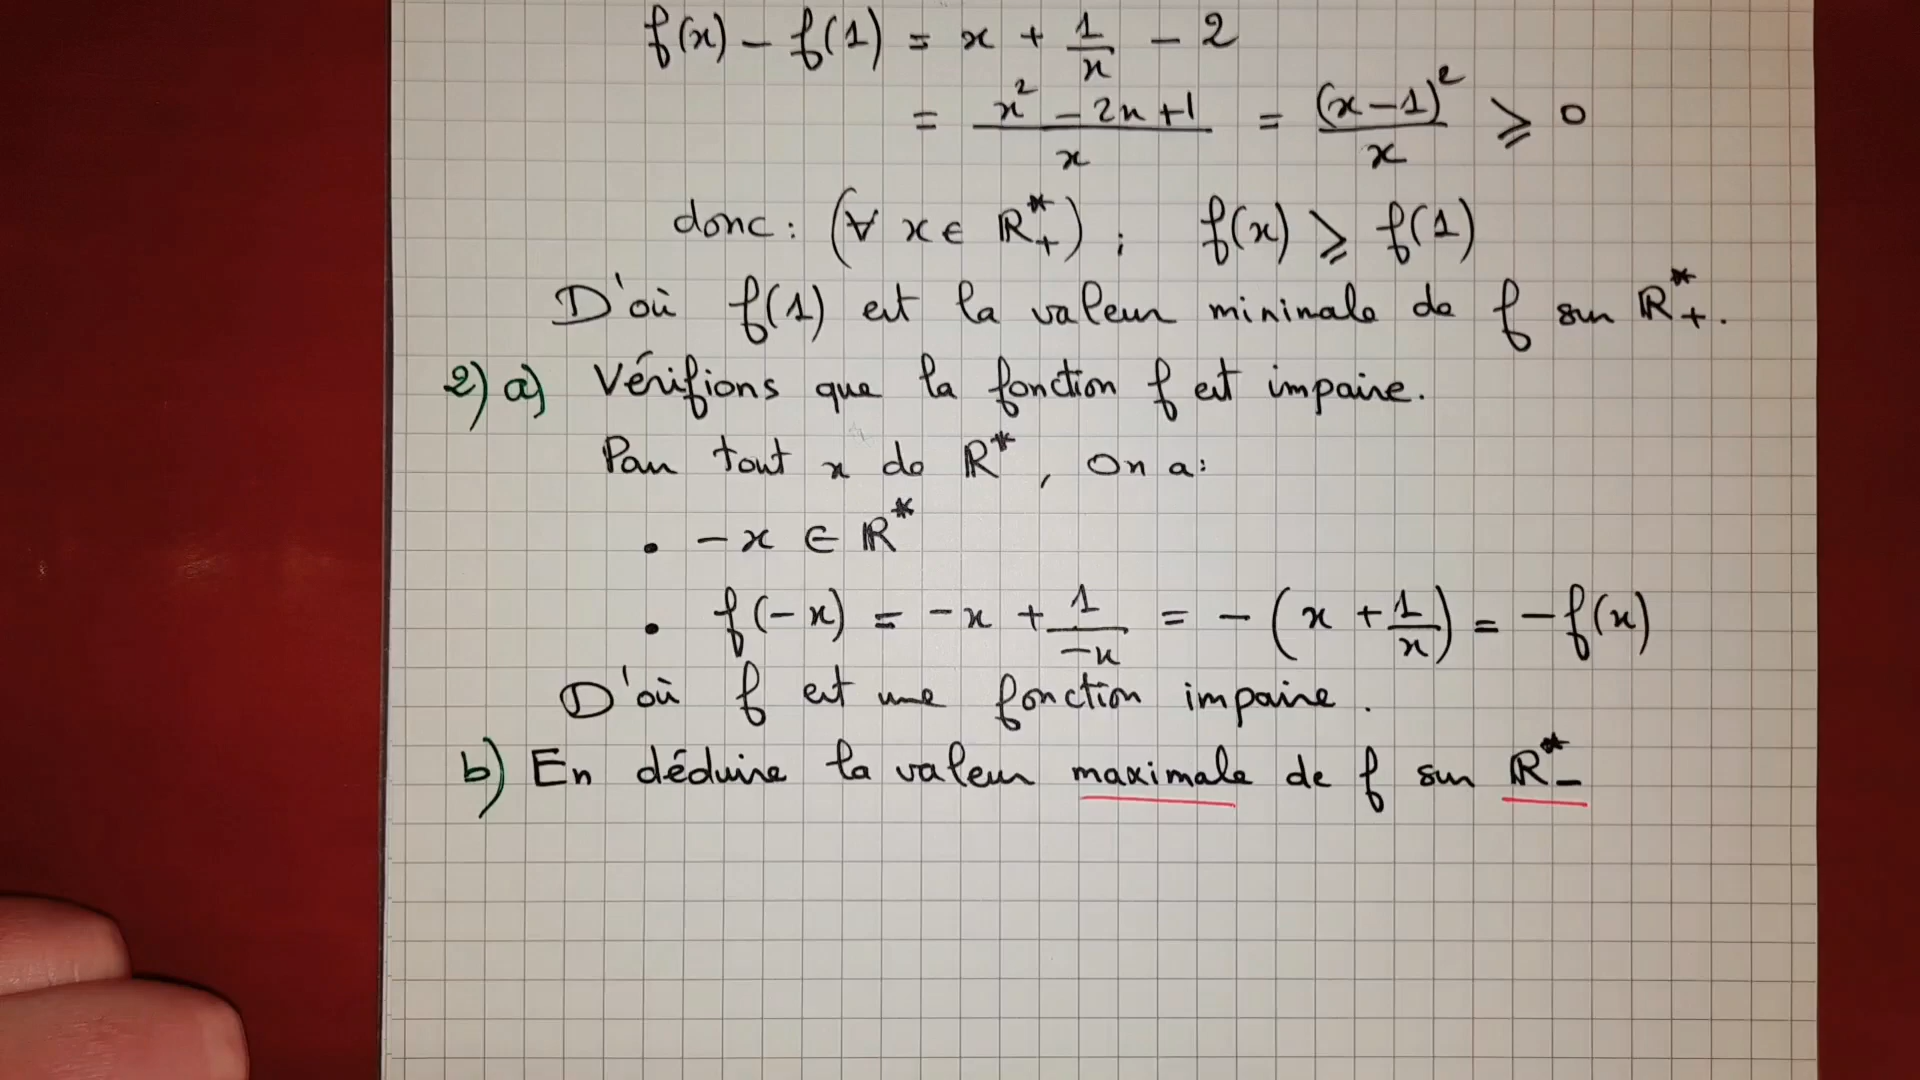 f(x) - f(1) = x + 1/x - 2
= (x² - 2x + 1)/x = (x - 1)²/x ⩾ 0
donc : (∀ x ∈ ℝ*₊) ; f(x) ⩾ f(1)
D'où f(1) est la valeur minimale de f sur ℝ*₊.
2) a) Vérifions que la fonction f est impaire.
Pour tout x de ℝ*, On a :
• -x ∈ ℝ*
• f(-x) = -x + 1/-x = -(x + 1/x) = -f(x)
D'où f est une fonction impaire.
b) En déduire la valeur maximale de f sur ℝ*₋